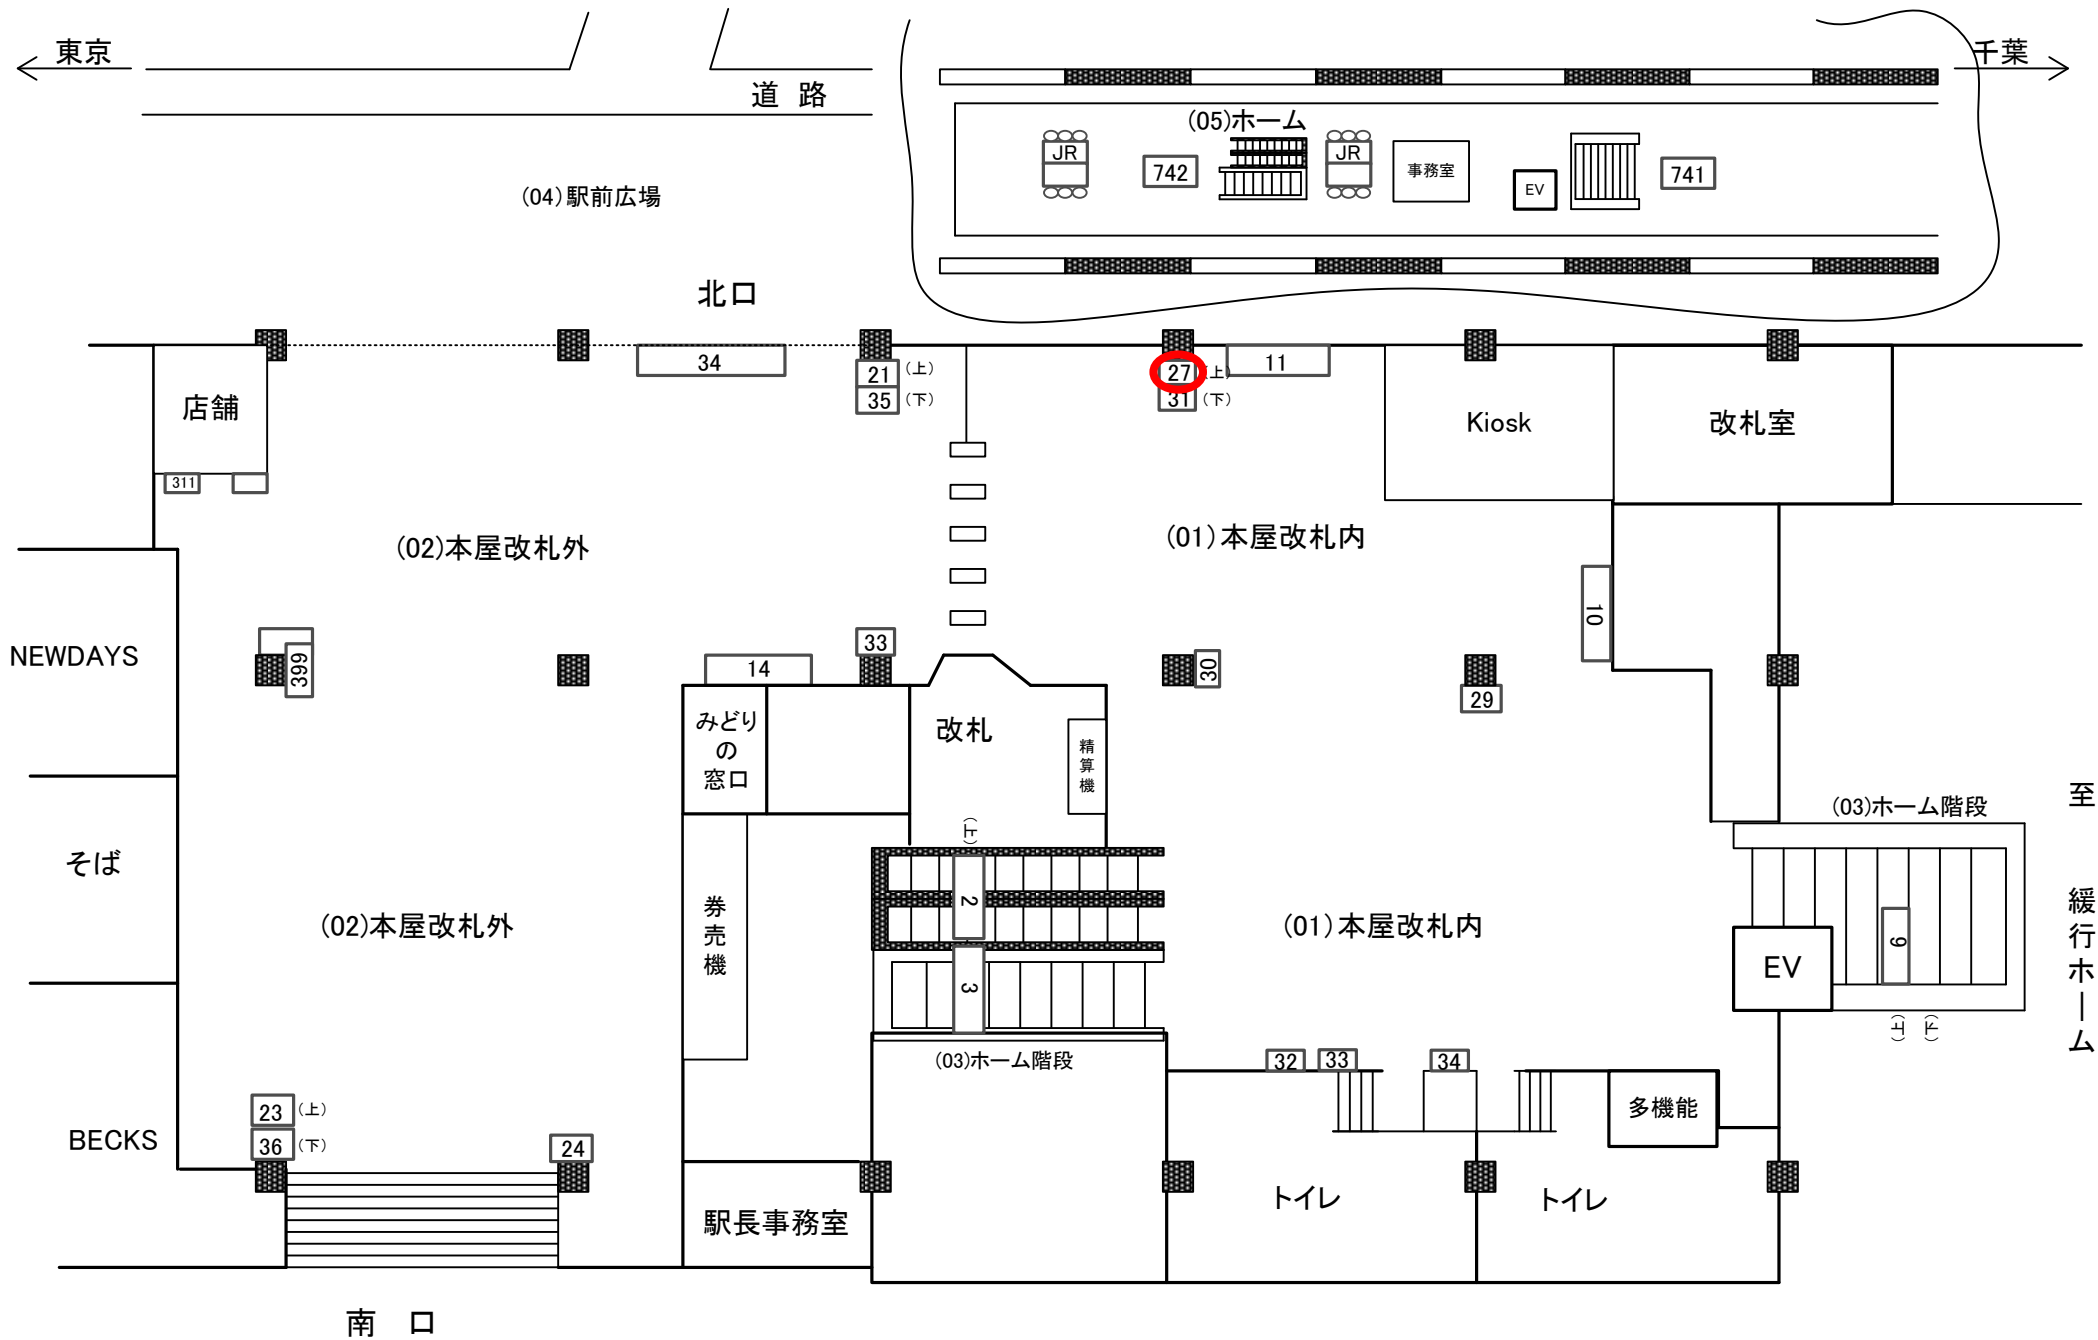 東京
千葉
道 路
(05)ホーム
JR
742
JR
事務室
EV
741
(04)駅前広場
北口
34
21 (上)
35 (下)
27 (上)
31 (下)
11
店舗
Kiosk
改札室
311
(02)本屋改札外
(01)本屋改札内
10
NEWDAYS
399
33
14
30
29
みどり
の
窓口
改札
精
算
機
至
緩
行
ホ
ー
ム
(03)ホーム階段
(上)
そば
2
券
売
機
(02)本屋改札外
(01)本屋改札内
9
EV
3
(上) (下)
(03)ホーム階段
32
33
34
23 (上)
36 (下)
24
BECKS
多機能
駅長事務室
トイレ
トイレ
南 口